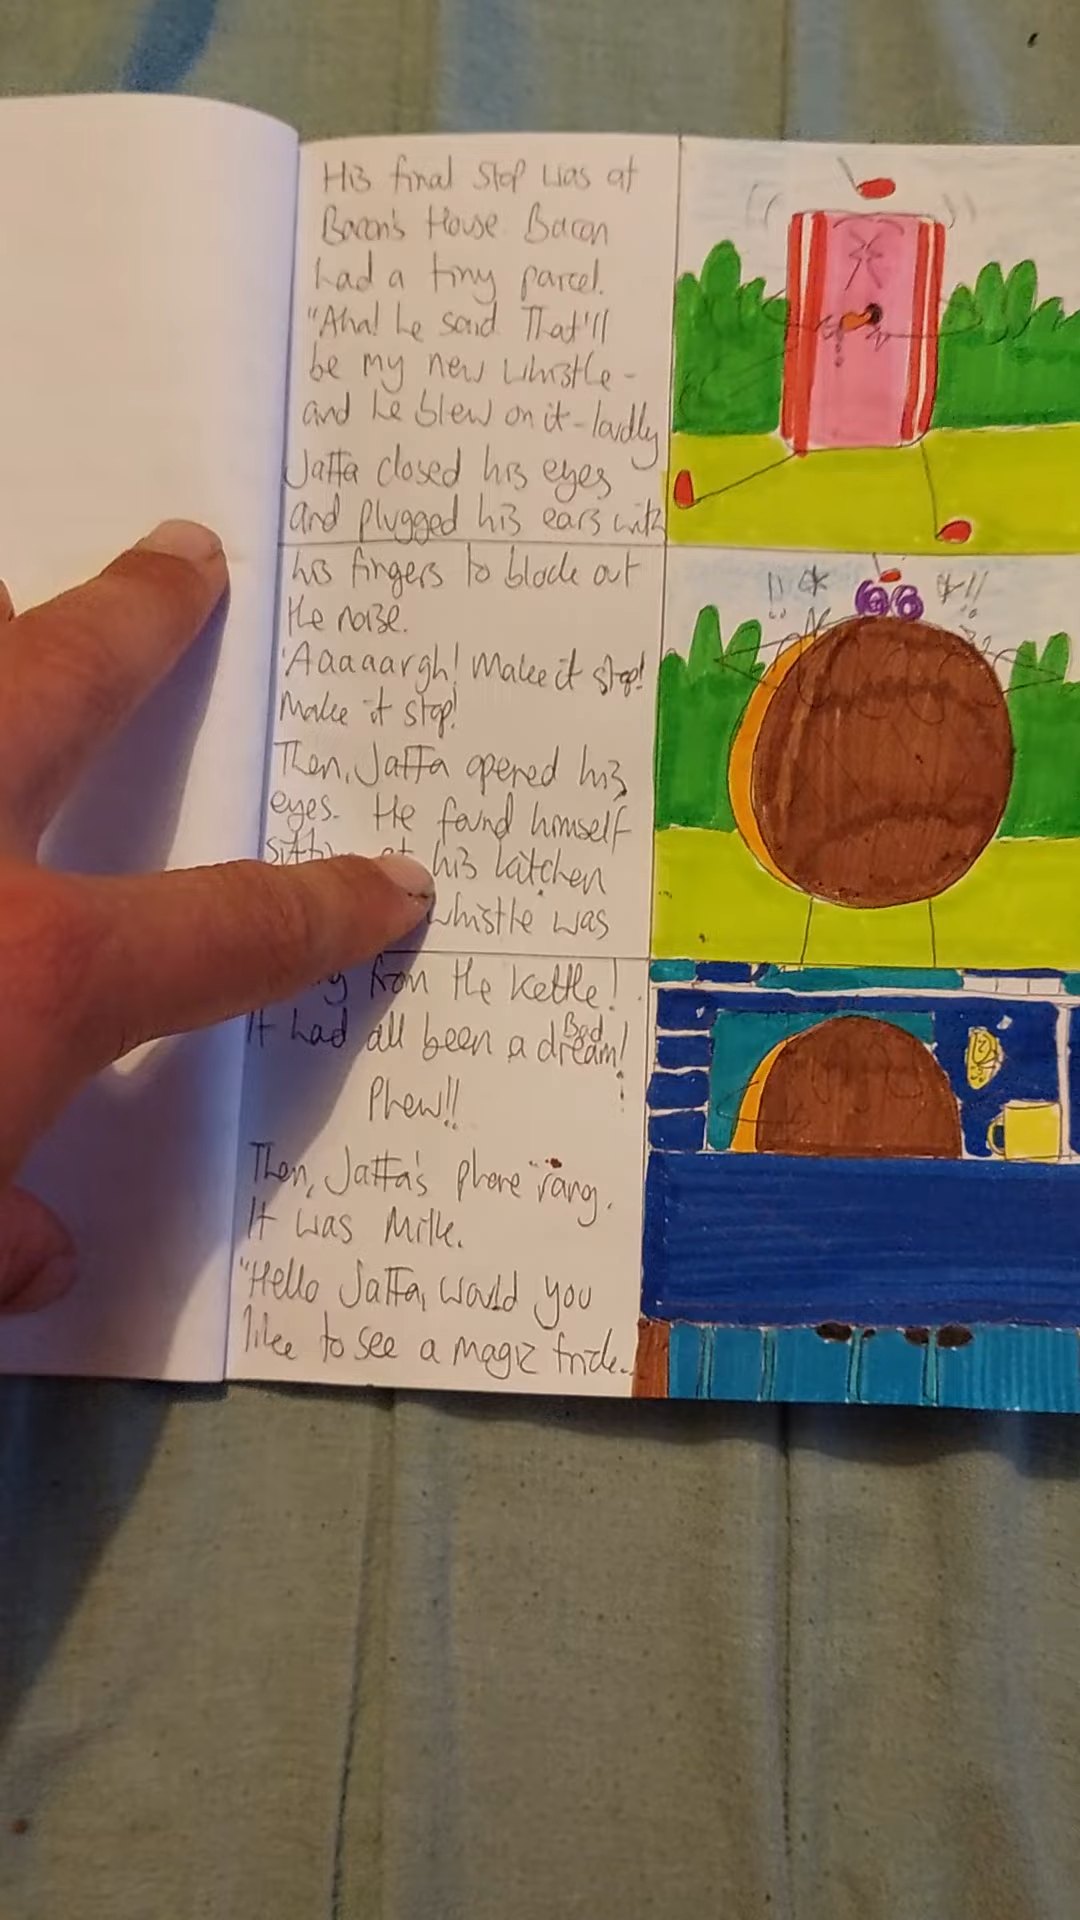 His final stop was at
Bacon's House Bacon
had a tiny parcel.
"Aha! he said That'll
be my new whistle -
and he blew on it - loudly
Jaffa closed his eyes
and plugged his ears with
his fingers to block out
the noise.
'Aaaaargh! Make it stop!
Make it stop!
Then, Jaffa opened his
eyes. He found himself
his kitchen
whistle was
from the kettle!
It had all been a Bad dream!
Phew!!
Then, Jaffa's phone rang.
It was Milk.
"Hello Jaffa, would you
like to see a magic trick..
!! * *!!